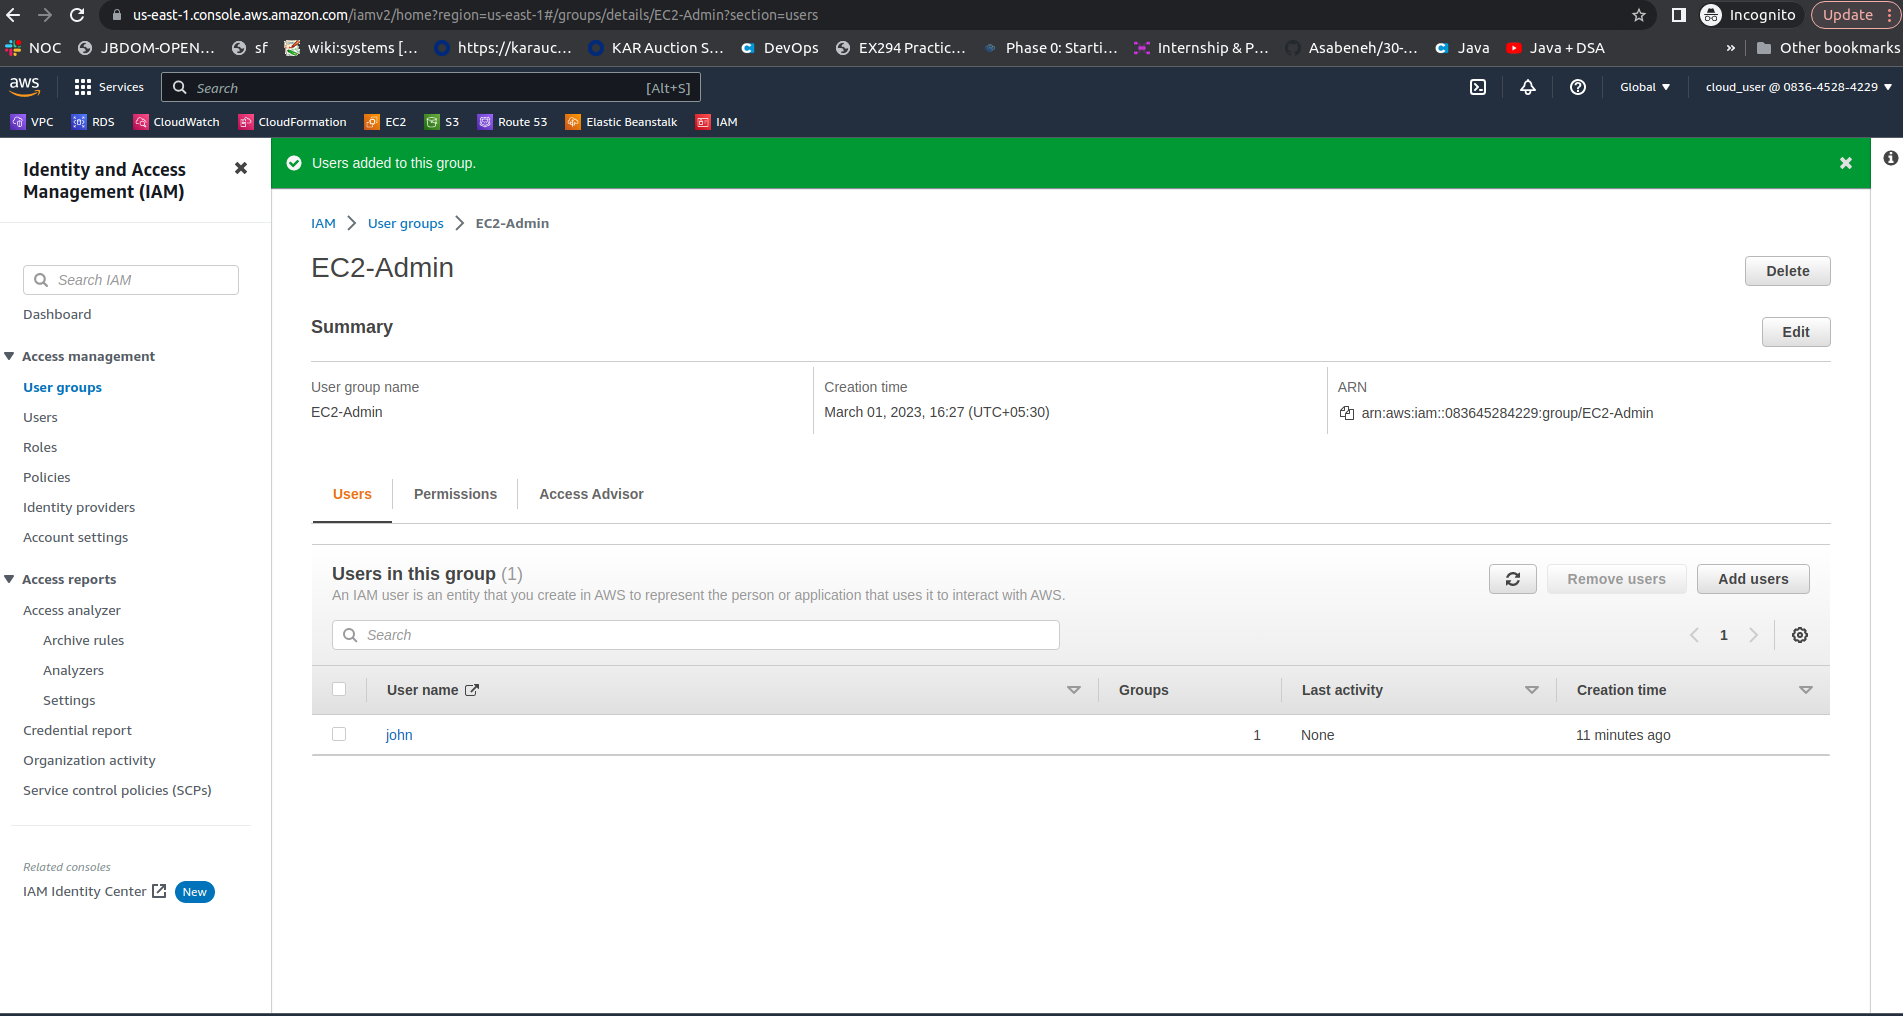 us-east-1.console.aws.amazon.com/iamv2/home?region=us-east-1#/groups/details/EC2-Admin?section=users
Incognito
Update
NOC
JBDOM-OPEN...
sf
wiki:systems [...
https://karauc...
KAR Auction S...
DevOps
EX294 Practic...
Phase 0: Starti...
Internship & P...
Asabeneh/30-...
Java
Java + DSA
»
Other bookmarks
aws
Services
Search
[Alt+S]
Global
cloud_user @ 0836-4528-4229
VPC
RDS
CloudWatch
CloudFormation
EC2
S3
Route 53
Elastic Beanstalk
IAM
Identity and Access
Management (IAM)
Search IAM
Dashboard
Access management
User groups
Users
Roles
Policies
Identity providers
Account settings
Access reports
Access analyzer
Archive rules
Analyzers
Settings
Credential report
Organization activity
Service control policies (SCPs)
Related consoles
IAM Identity Center
New
Users added to this group.
IAM > User groups > EC2-Admin
EC2-Admin
Delete
Summary
Edit
User group name
EC2-Admin
Creation time
March 01, 2023, 16:27 (UTC+05:30)
ARN
arn:aws:iam::083645284229:group/EC2-Admin
Users
Permissions
Access Advisor
Users in this group (1)
An IAM user is an entity that you create in AWS to represent the person or application that uses it to interact with AWS.
Remove users
Add users
Search
1
User name
Groups
Last activity
Creation time
john
1
None
11 minutes ago